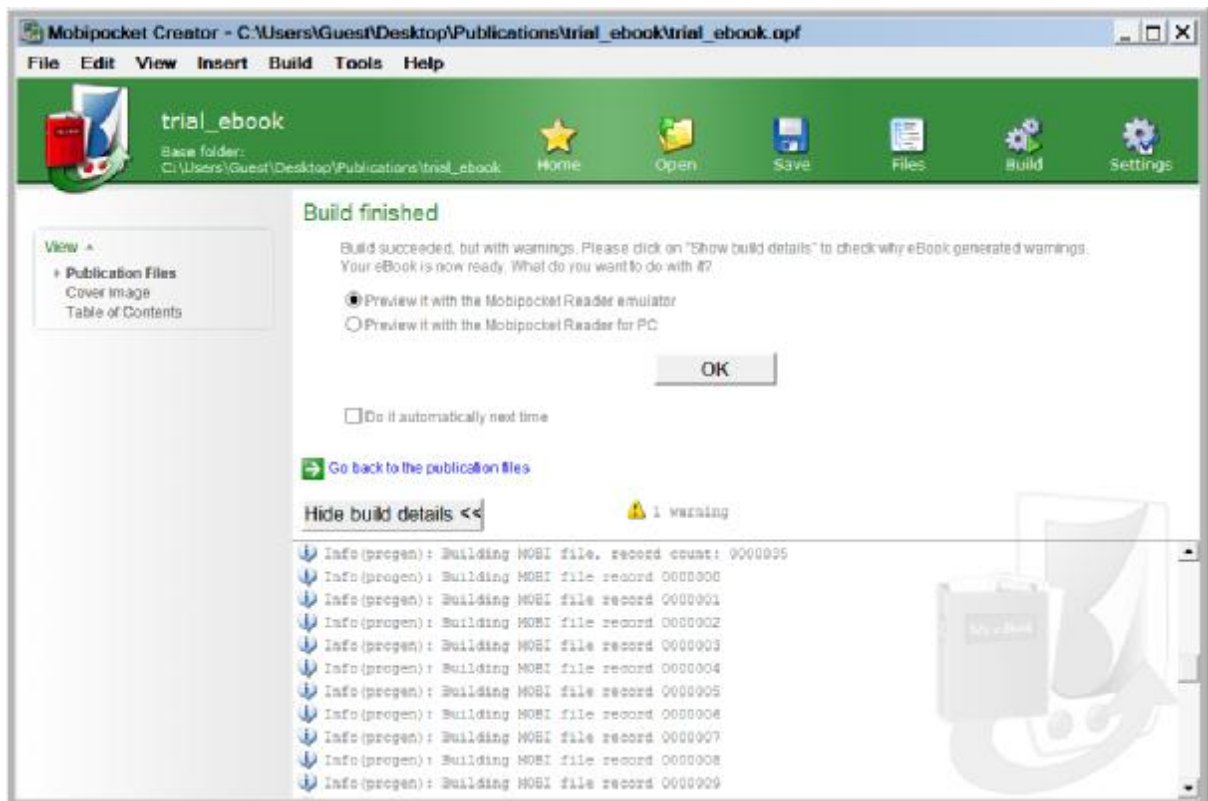 Mobipocket Creator - C:\Users\Guest\Desktop\Publications\trial_ebook\trial_ebook.opf
File Edit View Insert Build Tools Help
trial_ebook
Base folder:
C:\Users\Guest\Desktop\Publications\trial_ebook
Home Open Save Files Build Settings
View
Publication Files
Cover Image
Table of Contents
Build finished
Build succeeded, but with warnings. Please click on "Show build details" to check why eBook generated warnings.
Your eBook is now ready. What do you want to do with it?
Preview it with the Mobipocket Reader emulator
Preview it with the Mobipocket Reader for PC
OK
Do it automatically next time
Go back to the publication files
Hide build details <<
1 warning
Info(prcgen): Building MOBI file, record count: 0000035
Info(prcgen): Building MOBI file record 0000000
Info(prcgen): Building MOBI file record 0000001
Info(prcgen): Building MOBI file record 0000002
Info(prcgen): Building MOBI file record 0000003
Info(prcgen): Building MOBI file record 0000004
Info(prcgen): Building MOBI file record 0000005
Info(prcgen): Building MOBI file record 0000006
Info(prcgen): Building MOBI file record 0000007
Info(prcgen): Building MOBI file record 0000008
Info(prcgen): Building MOBI file record 0000009